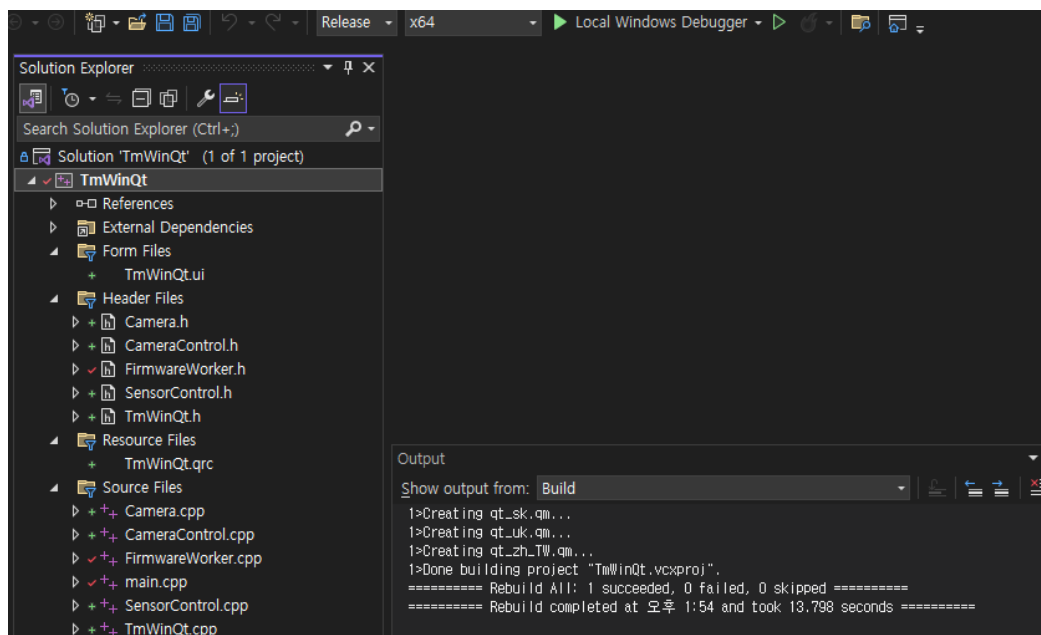 Release x64 Local Windows Debugger
Solution Explorer
Search Solution Explorer (Ctrl+;)
Solution 'TmWinQt' (1 of 1 project)
TmWinQt
References
External Dependencies
Form Files
TmWinQt.ui
Header Files
Camera.h
CameraControl.h
FirmwareWorker.h
SensorControl.h
TmWinQt.h
Resource Files
TmWinQt.qrc
Source Files
Camera.cpp
CameraControl.cpp
FirmwareWorker.cpp
main.cpp
SensorControl.cpp
TmWinQt.cpp
Output
Show output from: Build
1>Creating qt_sk.qm...
1>Creating qt_uk.qm...
1>Creating qt_zh_TW.qm...
1>Done building project "TmWinQt.vcxproj".
========== Rebuild All: 1 succeeded, 0 failed, 0 skipped ==========
========== Rebuild completed at 오후 1:54 and took 13.798 seconds ==========